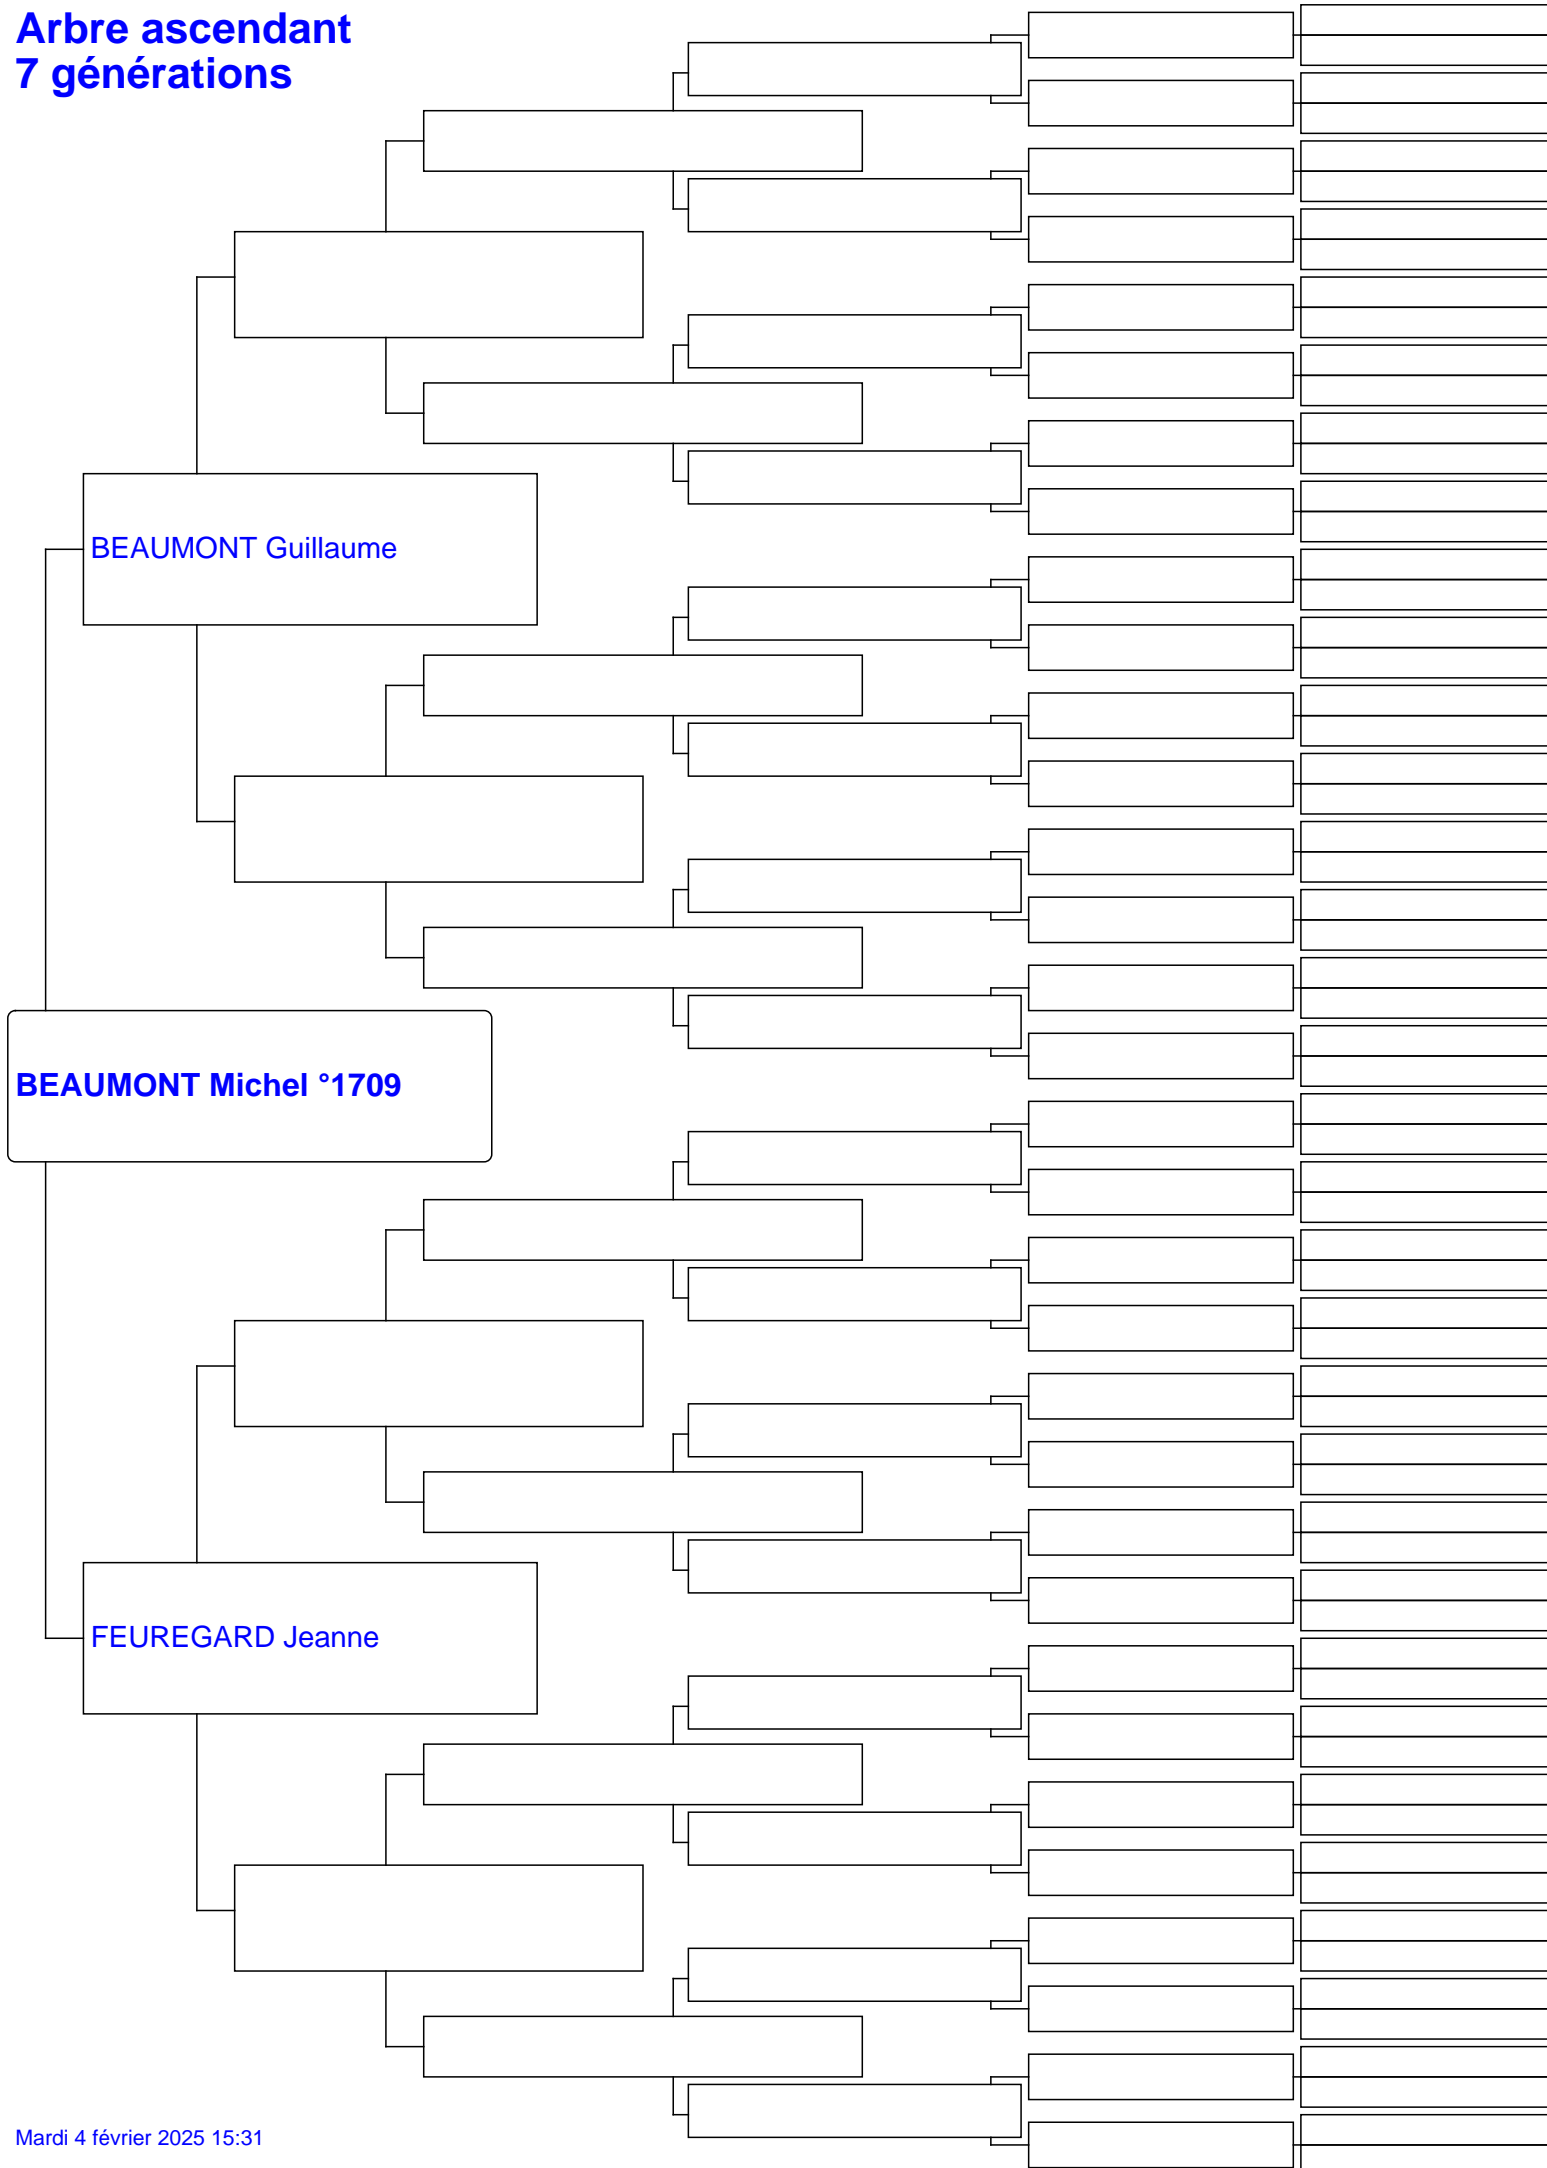 Arbre ascendant
7 générations
BEAUMONT Guillaume
BEAUMONT Michel °1709
FEUREGARD Jeanne
Mardi 4 février 2025 15:31